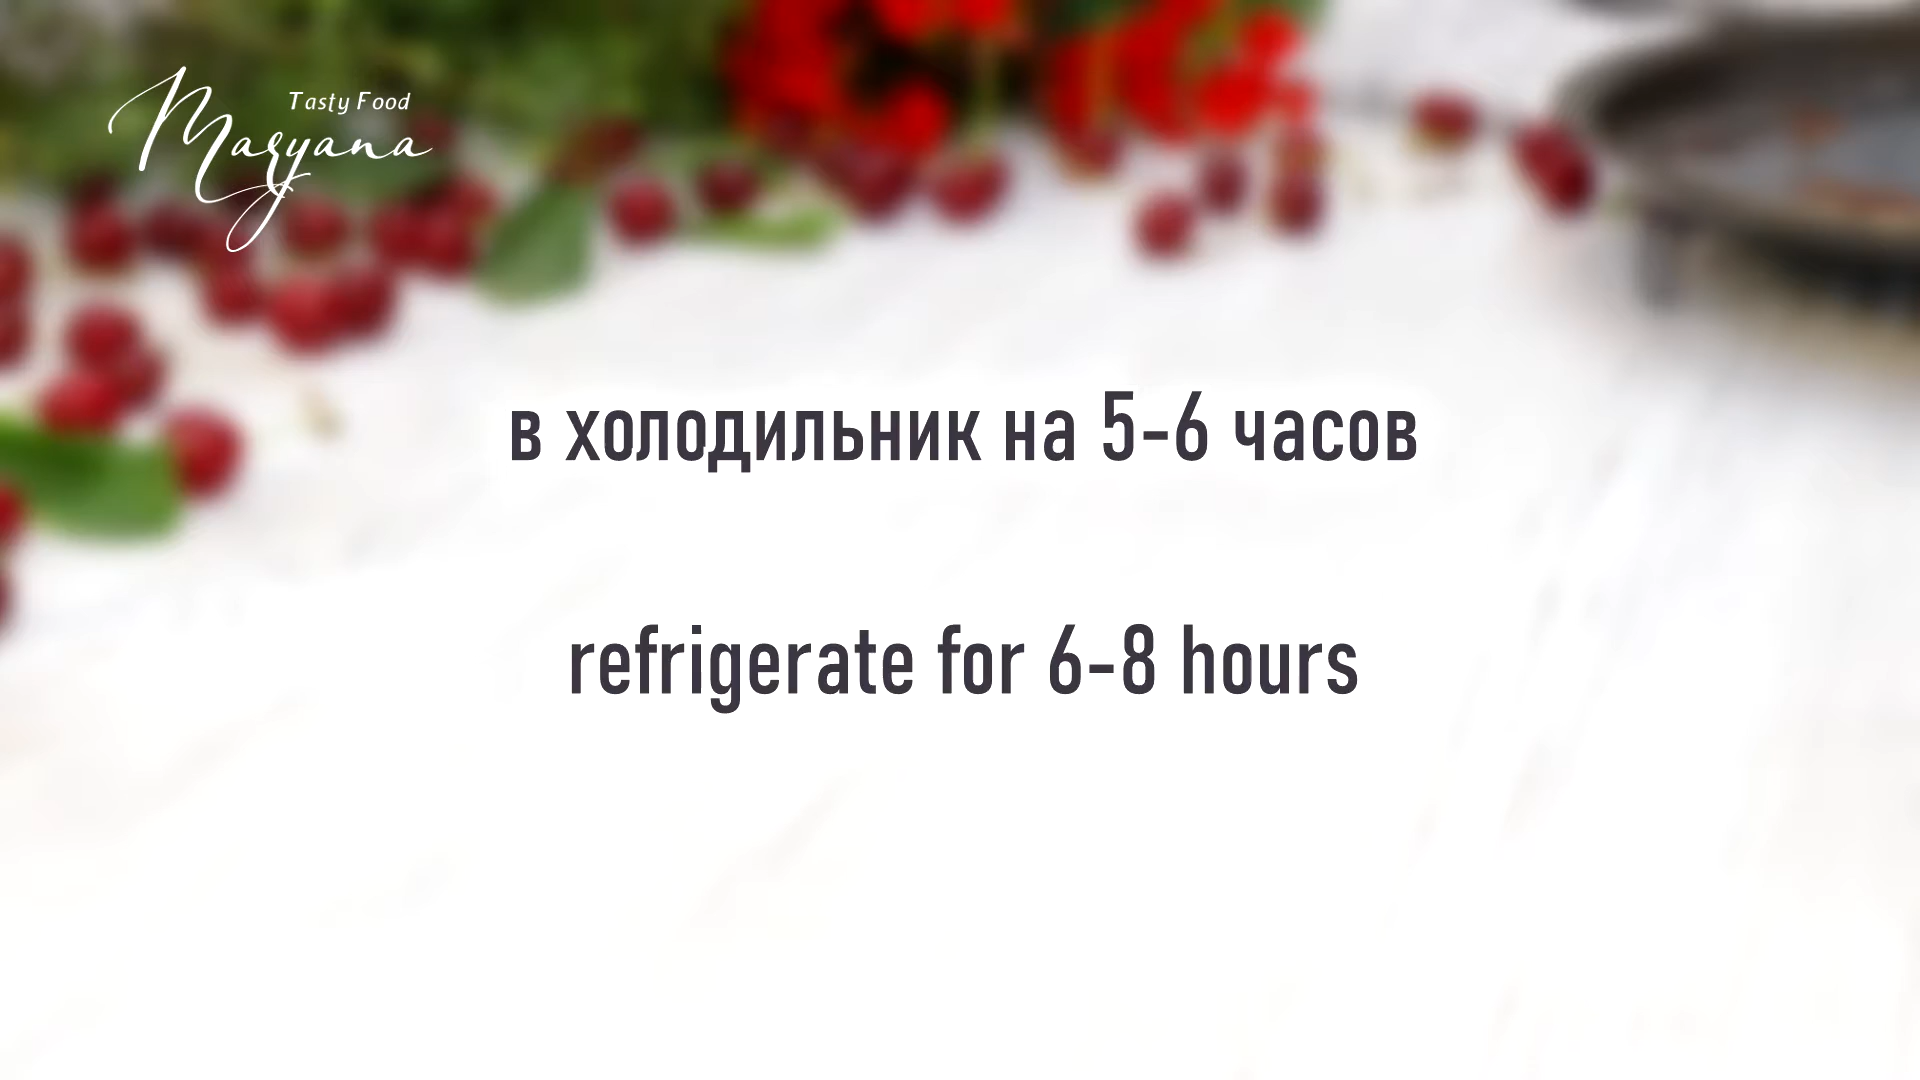 Tasty Food
Maryana
в холодильник на 5-6 часов
refrigerate for 6-8 hours